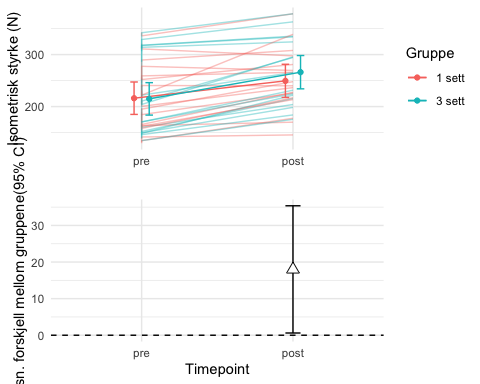 Isometrisk styrke (N)
300
200
pre
post
Gruppe
1 sett
3 sett
sn. forskjell mellom gruppene(95% CI)
30
20
10
0
pre
post
Timepoint